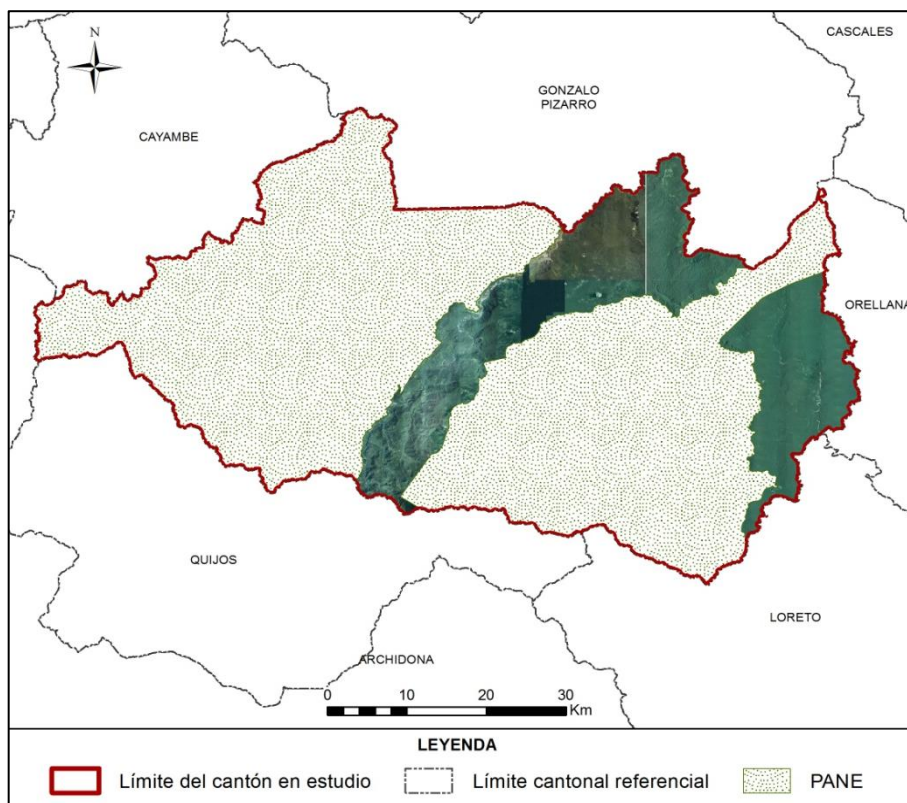 CASCALES
N
GONZALO
PIZARRO
CAYAMBE
ORELLANA
QUIJOS
LORETO
ARCHIDONA
0 10 20 30
Km
LEYENDA
Límite del cantón en estudio Límite cantonal referencial PANE